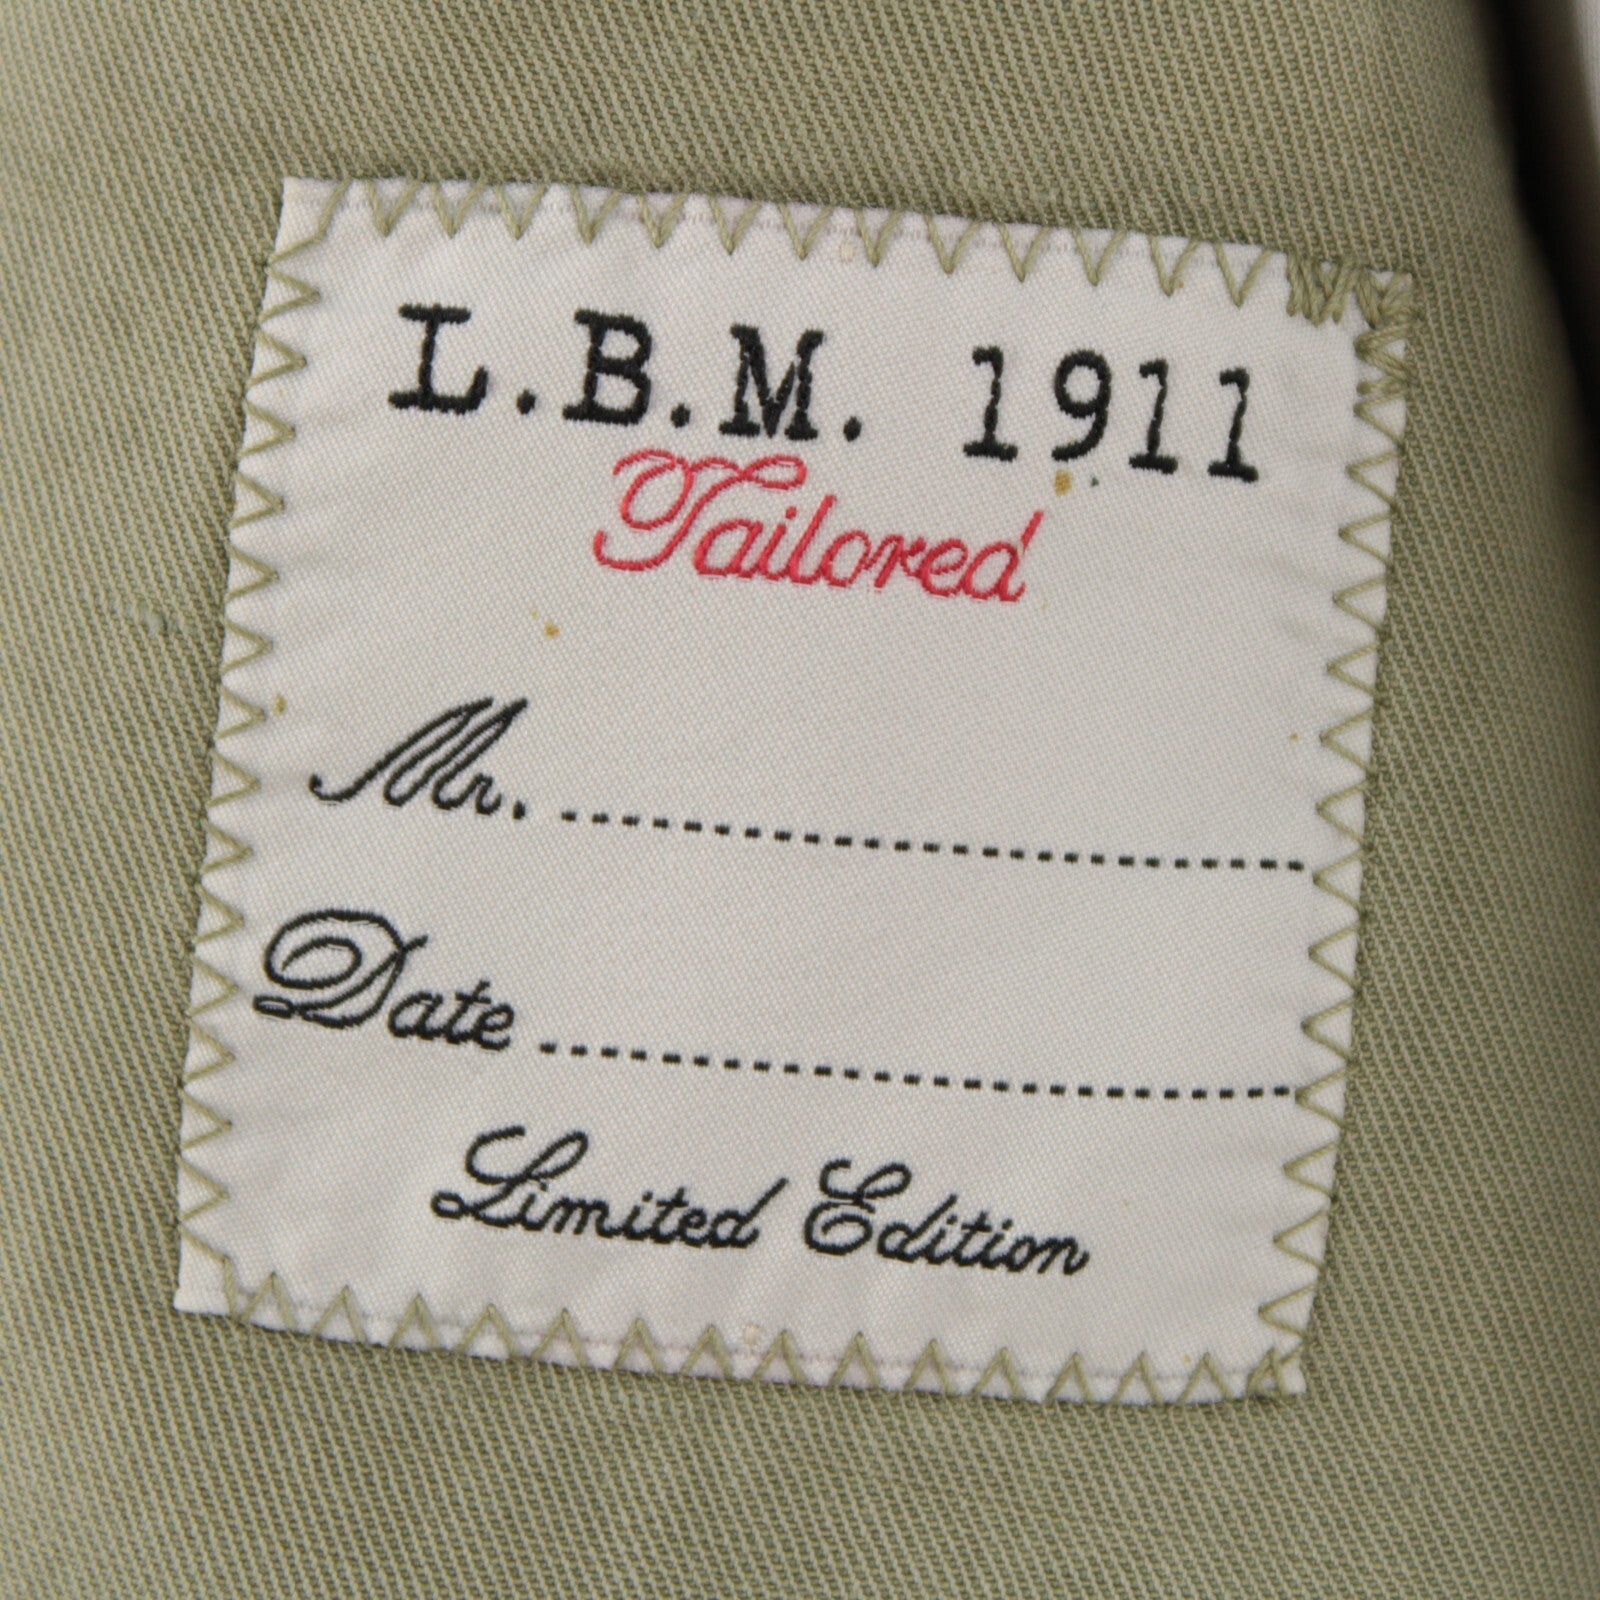 L.B.M. 1911
Tailored
Mr. ........................................
Date ........................................
Limited Edition